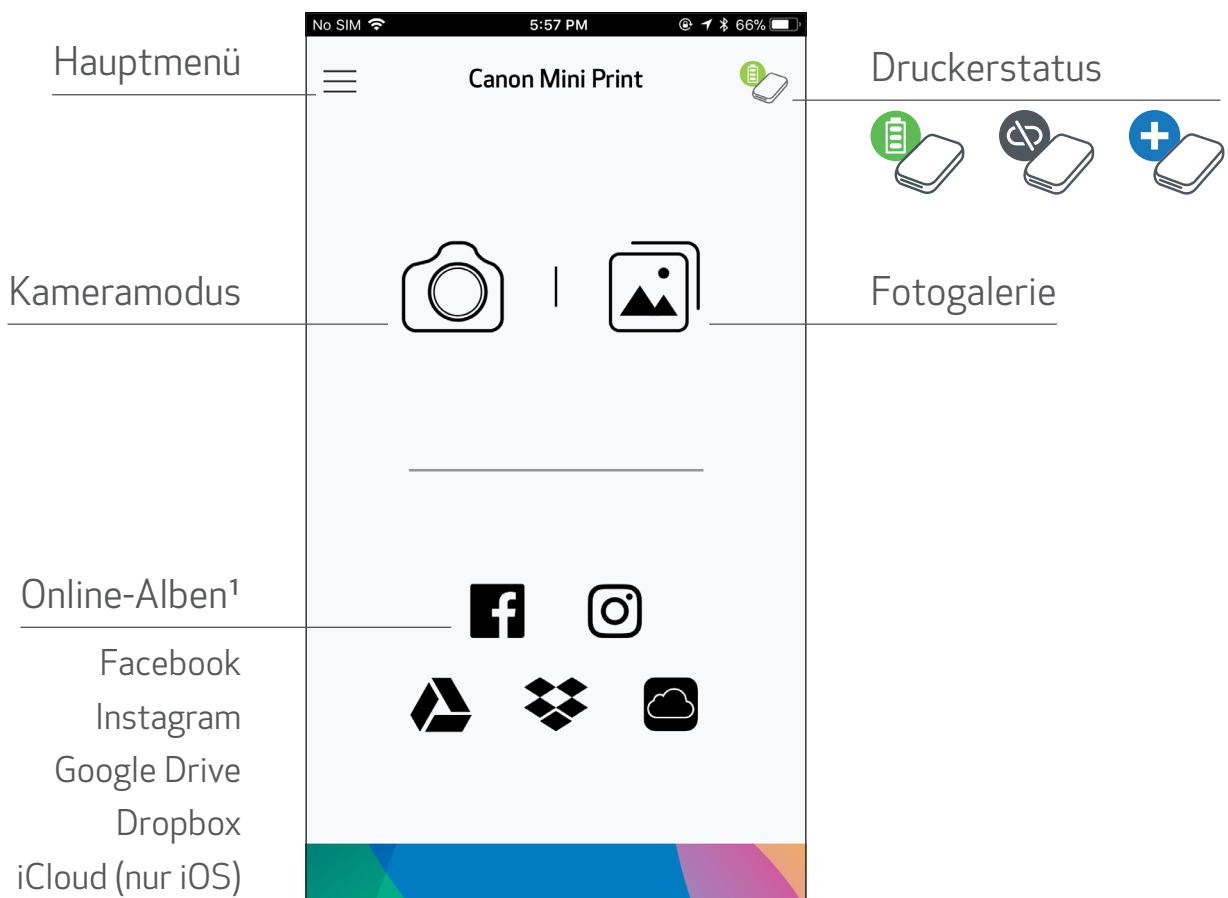 No SIM 5:57 PM 66%
Hauptmenü
Canon Mini Print
Druckerstatus
Kameramodus
Fotogalerie
Online-Alben¹
Facebook
Instagram
Google Drive
Dropbox
iCloud (nur iOS)